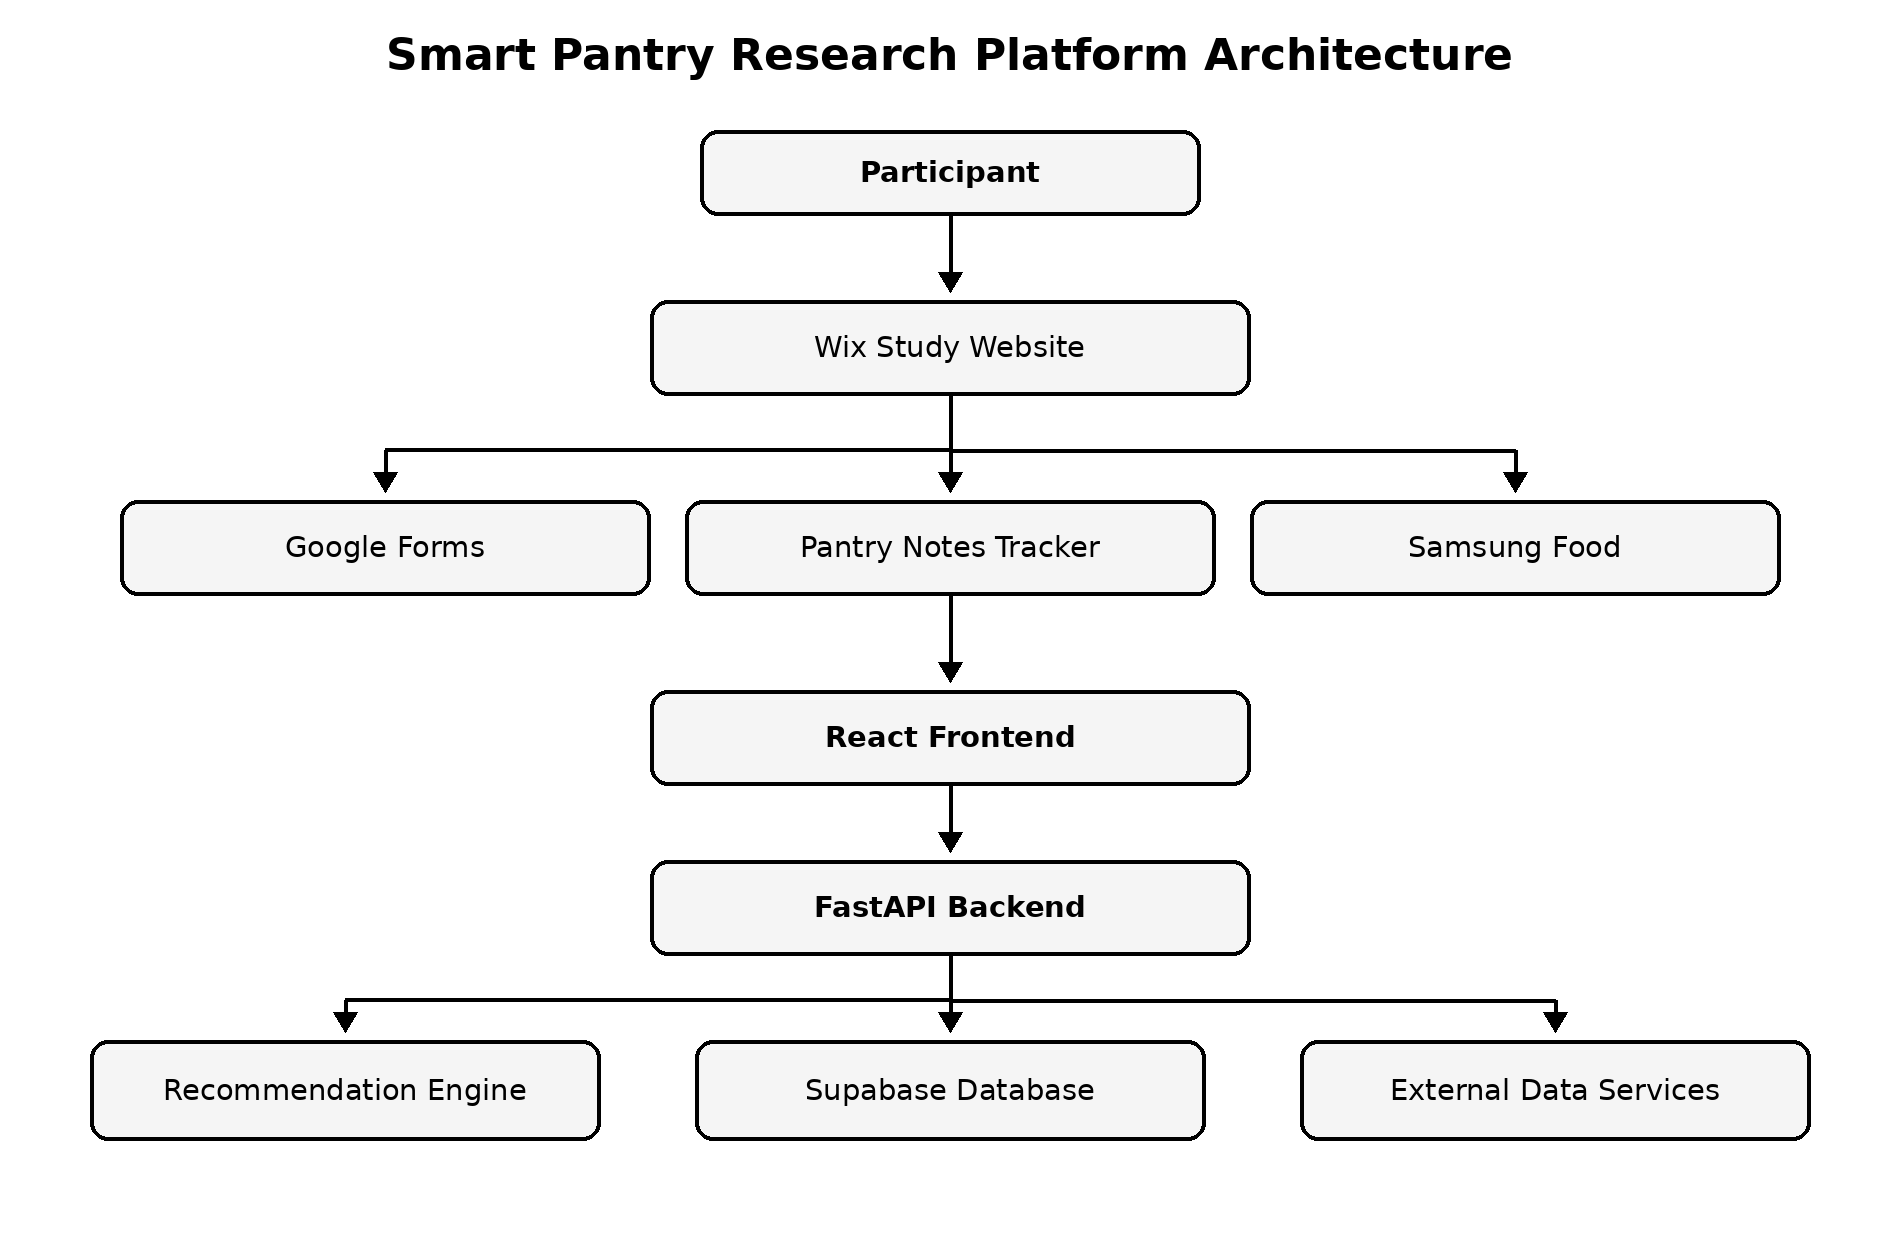 Smart Pantry Research Platform Architecture
Participant
Wix Study Website
Google Forms
Pantry Notes Tracker
Samsung Food
React Frontend
FastAPI Backend
Recommendation Engine
Supabase Database
External Data Services